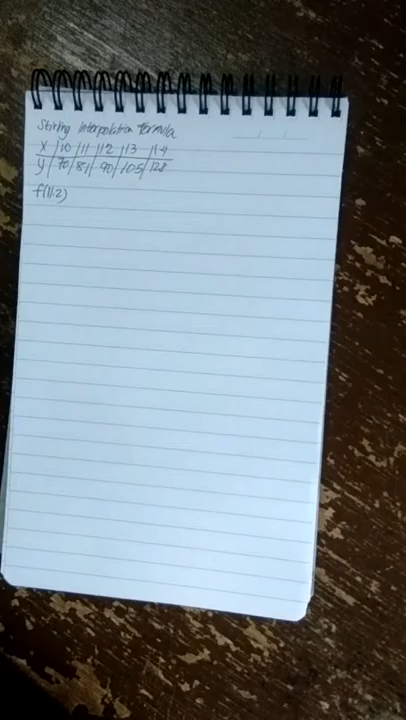 Stirling Interpolation Formula
X | 10 | 11 | 12 | 13 | 14
y | 70 | 81 | 90 | 105 | 128
f(11.2)